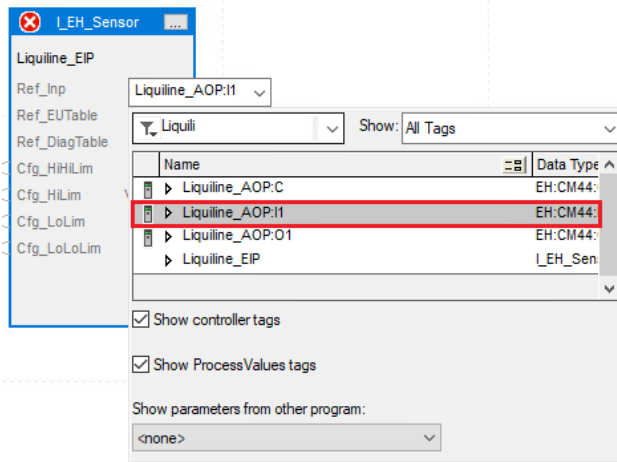 I_EH_Sensor ...
Liquiline_EIP
Ref_Inp
Liquiline_AOP:I1
Ref_EUTable
Liquili
Show:
All Tags
Ref_DiagTable
Name
Data Type
Cfg_HiHiLim
Liquiline_AOP:C
EH:CM44:
Cfg_HiLim
Liquiline_AOP:I1
EH:CM44:
Cfg_LoLim
Liquiline_AOP:O1
EH:CM44:
Cfg_LoLoLim
Liquiline_EIP
I_EH_Sen
Show controller tags
Show ProcessValues tags
Show parameters from other program:
<none>